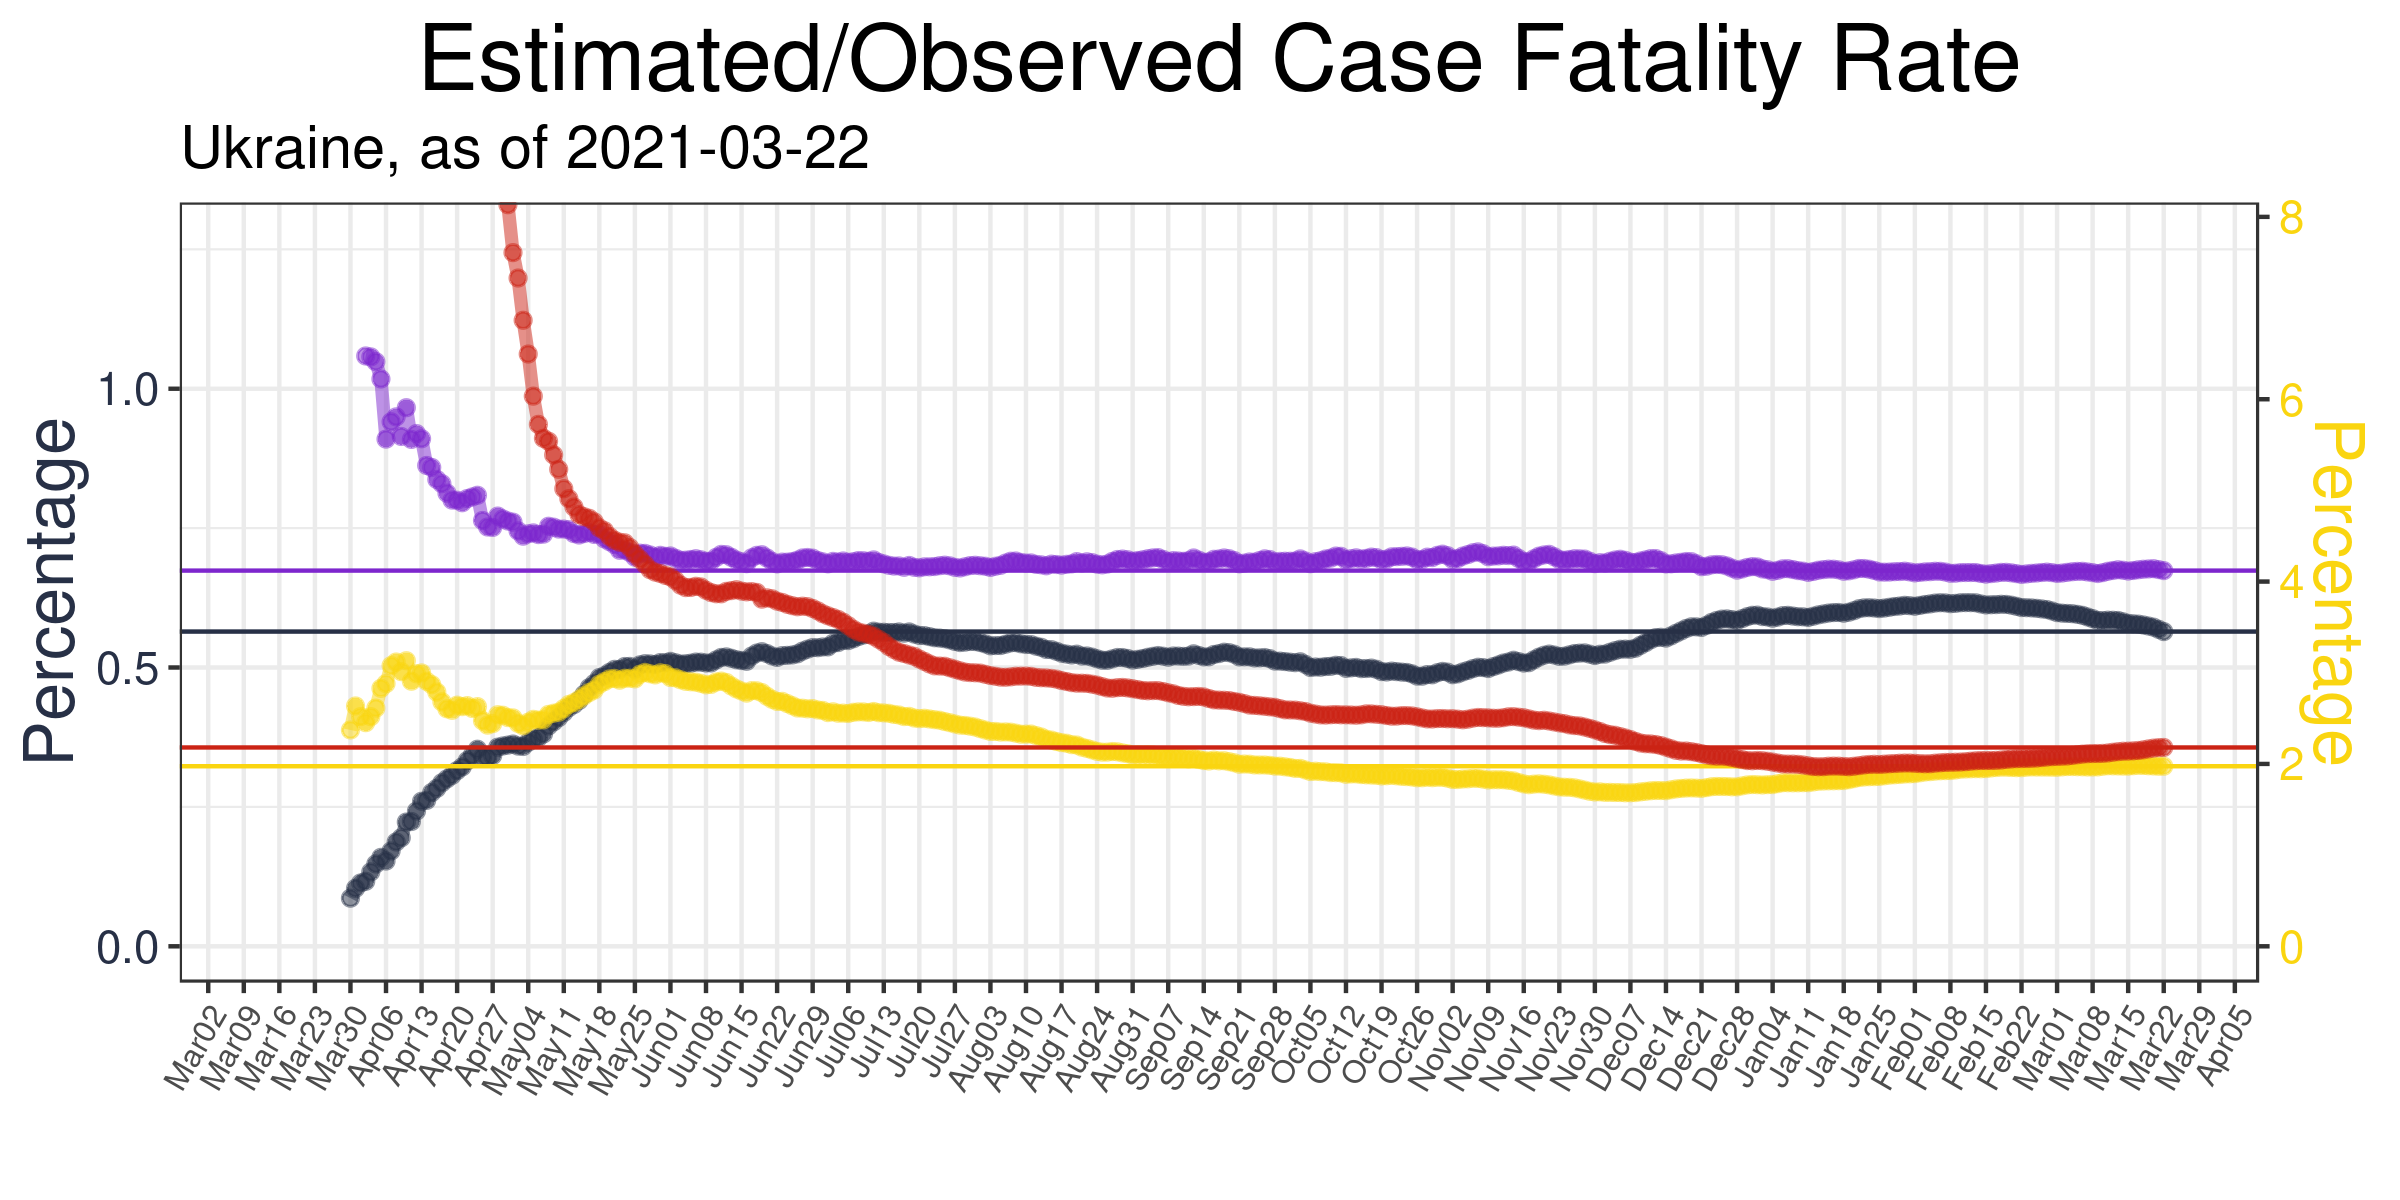 Estimated/Observed Case Fatality Rate
Ukraine, as of 2021-03-22
Percentage
1.0
0.5
0.0
8
6
4
2
0
Percentage
Mar02
Mar09
Mar16
Mar23
Mar30
Apr06
Apr13
Apr20
Apr27
May04
May11
May18
May25
Jun01
Jun08
Jun15
Jun22
Jun29
Jul06
Jul13
Jul20
Jul27
Aug03
Aug10
Aug17
Aug24
Aug31
Sep07
Sep14
Sep21
Sep28
Oct05
Oct12
Oct19
Oct26
Nov02
Nov09
Nov16
Nov23
Nov30
Dec07
Dec14
Dec21
Dec28
Jan04
Jan11
Jan18
Jan25
Feb01
Feb08
Feb15
Feb22
Mar01
Mar08
Mar15
Mar22
Mar29
Apr05